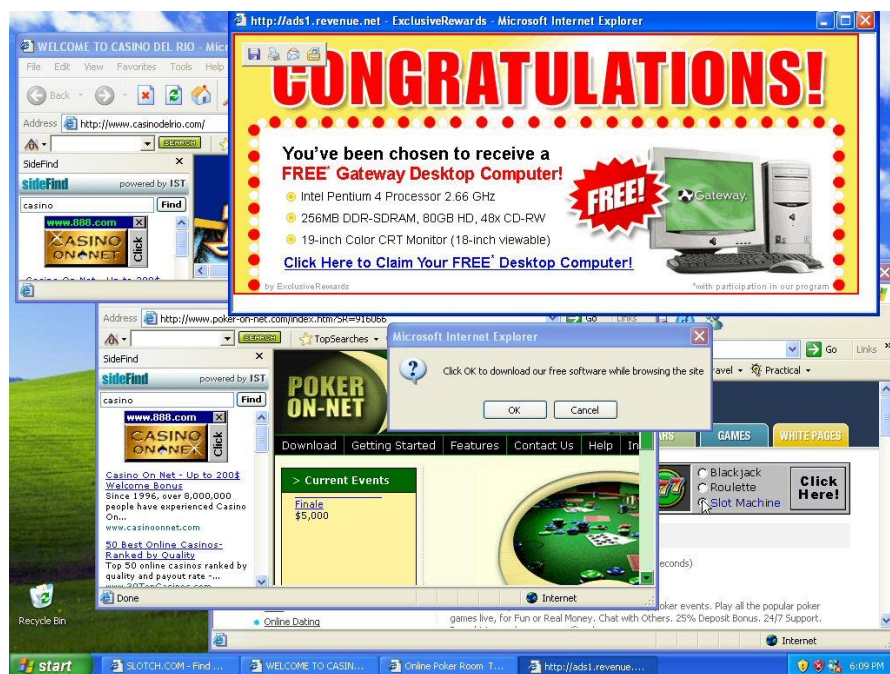 http://ads1.revenue.net - ExclusiveRewards - Microsoft Internet Explorer
CONGRATULATIONS!
You've been chosen to receive a
FREE* Gateway Desktop Computer!
Intel Pentium 4 Processor 2.66 GHz
256MB DDR-SDRAM, 80GB HD, 48x CD-RW
19-inch Color CRT Monitor (18-inch viewable)
Click Here to Claim Your FREE* Desktop Computer!
FREE!
Gateway.
by ExclusiveRewards
*with participation in our program
WELCOME TO CASINO DEL RIO - Micr
File Edit View Favorites Tools Help
Back
Address http://www.casinodelrio.com/
SEARCH
SideFind
sideFind powered by IST
casino Find
www.888.com
CASINO
ON NET
Click
Casino On Net - Up to 200$
Address http://www.poker-on-net.com/index.htm?SR=916066
Go Links
SEARCH TopSearches
SideFind
sideFind powered by IST
casino Find
www.888.com
CASINO
ON NET
Click
Casino On Net - Up to 200$
Welcome Bonus
Since 1996, over 8,000,000
people have experienced Casino
On...
www.casinoonnet.com
50 Best Online Casinos-
Ranked by Quality
Top 50 online casinos ranked by
quality and payout rate -...
Done
Internet
POKER
ON-NET
Download Getting Started Features Contact Us Help In
> Current Events
Finale
$5,000
Microsoft Internet Explorer
Click OK to download our free software while browsing the site
OK Cancel
Go Links
ravel Practical
ARS GAMES WHITE PAGES
777
Blackjack
Roulette
Slot Machine
Click
Here!
econds)
oker events. Play all the popular poker
games live, for Fun or Real Money. Chat with Others. 25% Deposit Bonus. 24/7 Support.
Online Dating
Internet
Recycle Bin
start
SLOTCH.COM - Find ...
WELCOME TO CASIN...
Online Poker Room T...
http://ads1.revenue....
6:09 PM